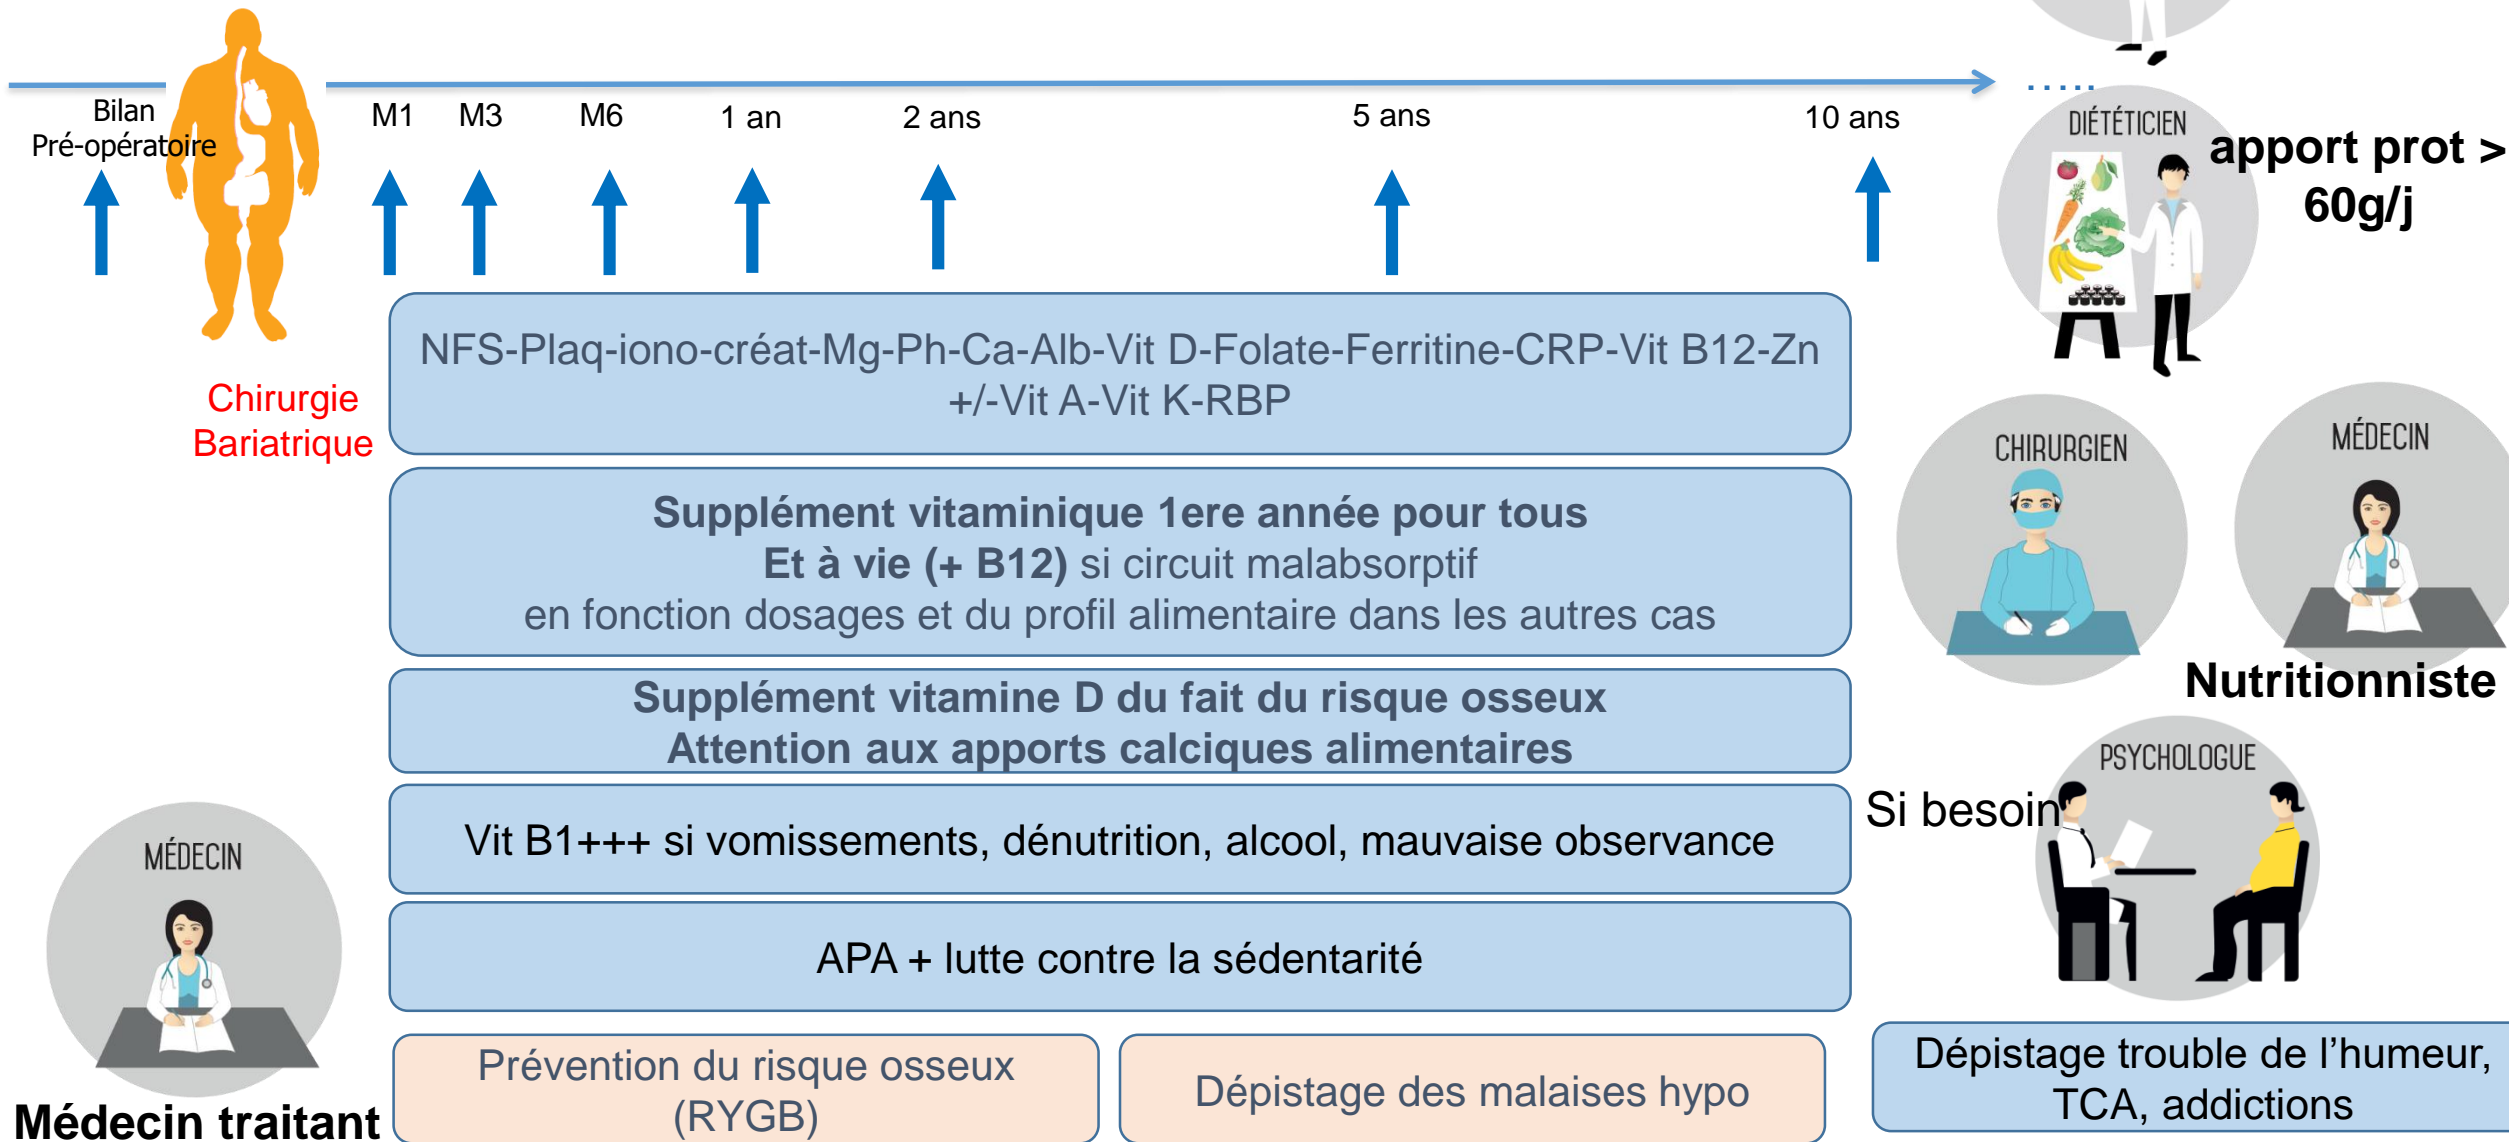 Bilan
Pré-opératoire
M1
M3
M6
1 an
2 ans
5 ans
10 ans
.....
DIÉTÉTICIEN
apport prot >
60g/j
Chirurgie
Bariatrique
NFS-Plaq-iono-créat-Mg-Ph-Ca-Alb-Vit D-Folate-Ferritine-CRP-Vit B12-Zn
+/-Vit A-Vit K-RBP
CHIRURGIEN
MÉDECIN
Nutritionniste
Supplément vitaminique 1ere année pour tous
Et à vie (+ B12) si circuit malabsorptif
en fonction dosages et du profil alimentaire dans les autres cas
Supplément vitamine D du fait du risque osseux
Attention aux apports calciques alimentaires
Vit B1+++ si vomissements, dénutrition, alcool, mauvaise observance
Si besoin
PSYCHOLOGUE
MÉDECIN
Médecin traitant
APA + lutte contre la sédentarité
Prévention du risque osseux
(RYGB)
Dépistage des malaises hypo
Dépistage trouble de l’humeur,
TCA, addictions